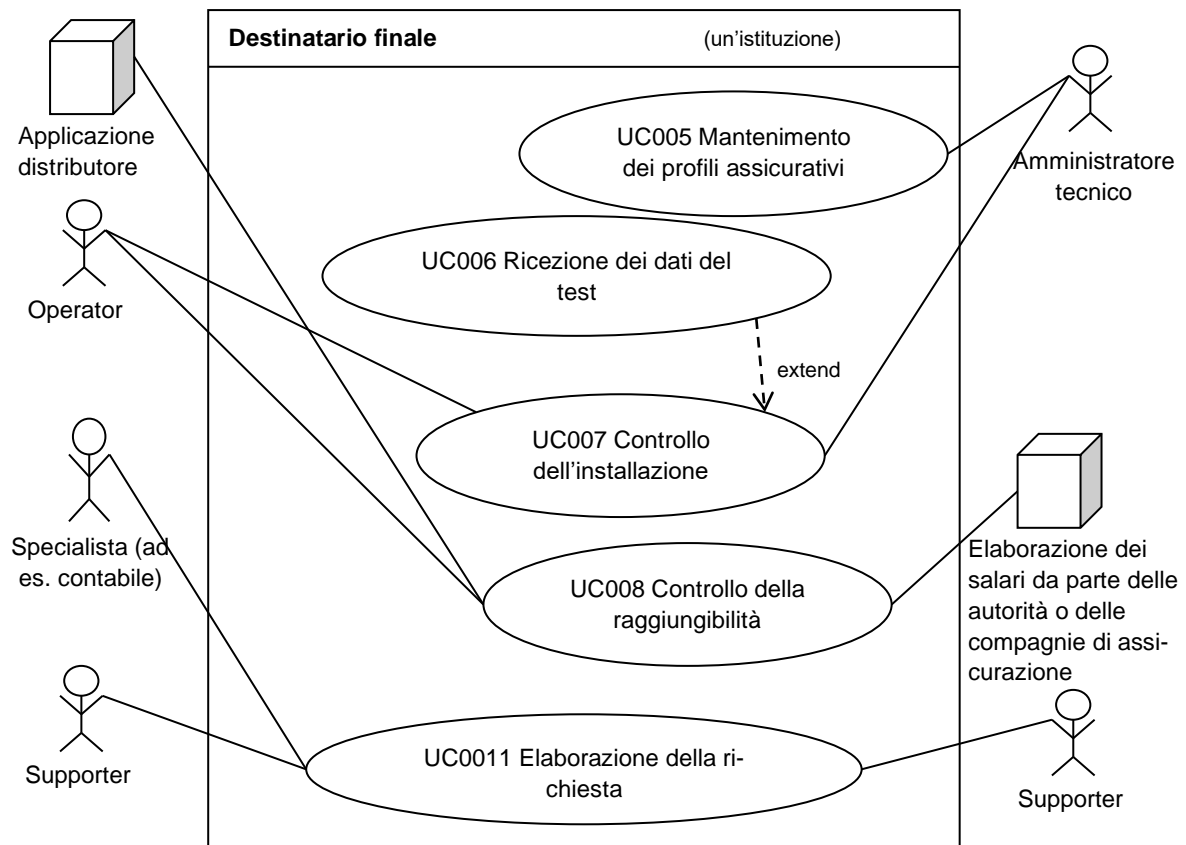 Destinatario finale (un'istituzione)
Applicazione
distributore
UC005 Mantenimento
dei profili assicurativi
Amministratore
tecnico
UC006 Ricezione dei dati del
test
Operator
extend
UC007 Controllo
dell'installazione
Specialista (ad
es. contabile)
UC008 Controllo della
raggiungibilità
Elaborazione dei
salari da parte delle
autorità o delle
compagnie di assi-
curazione
UC0011 Elaborazione della ri-
chiesta
Supporter
Supporter